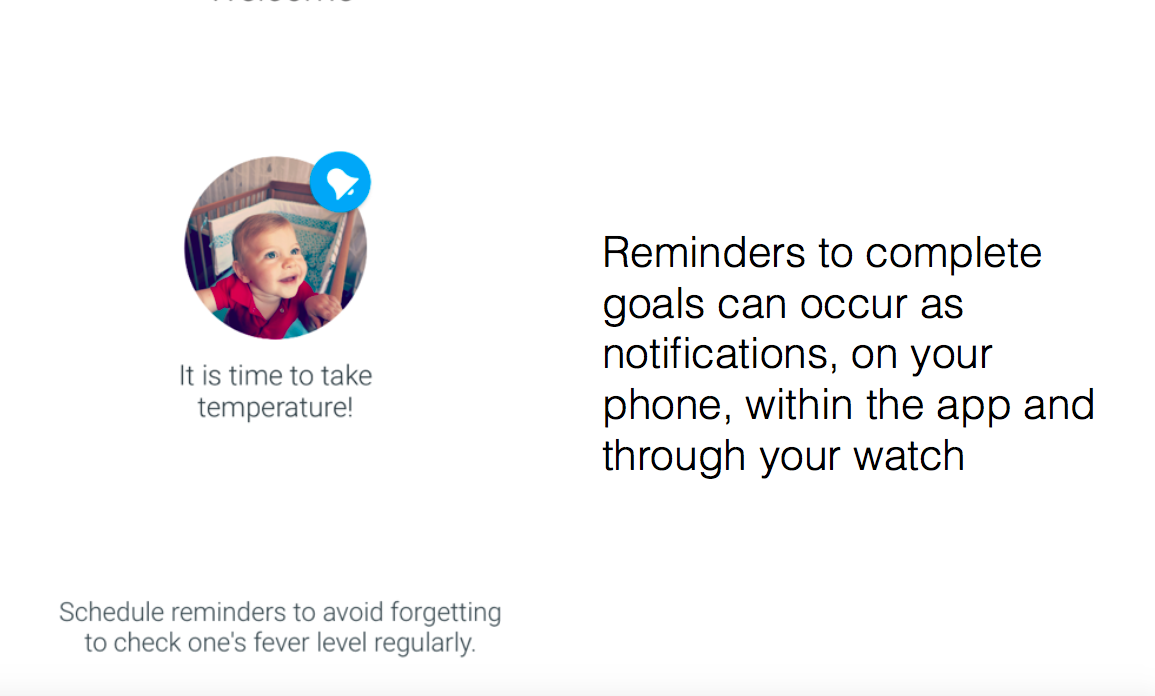 Welcome
It is time to take
temperature!
Reminders to complete
goals can occur as
notifications, on your
phone, within the app and
through your watch
Schedule reminders to avoid forgetting
to check one's fever level regularly.